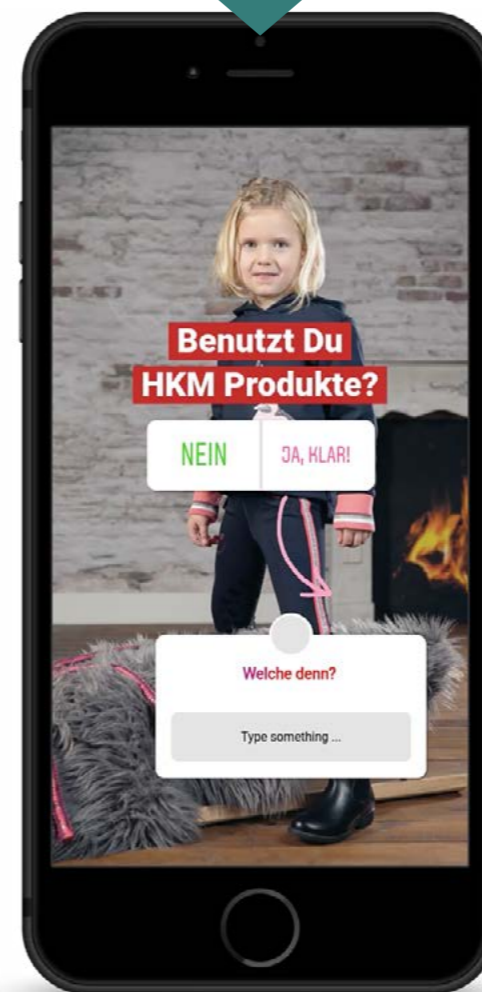 Benutzt Du
HKM Produkte?
NEIN
JA, KLAR!
Welche denn?
Type something ...